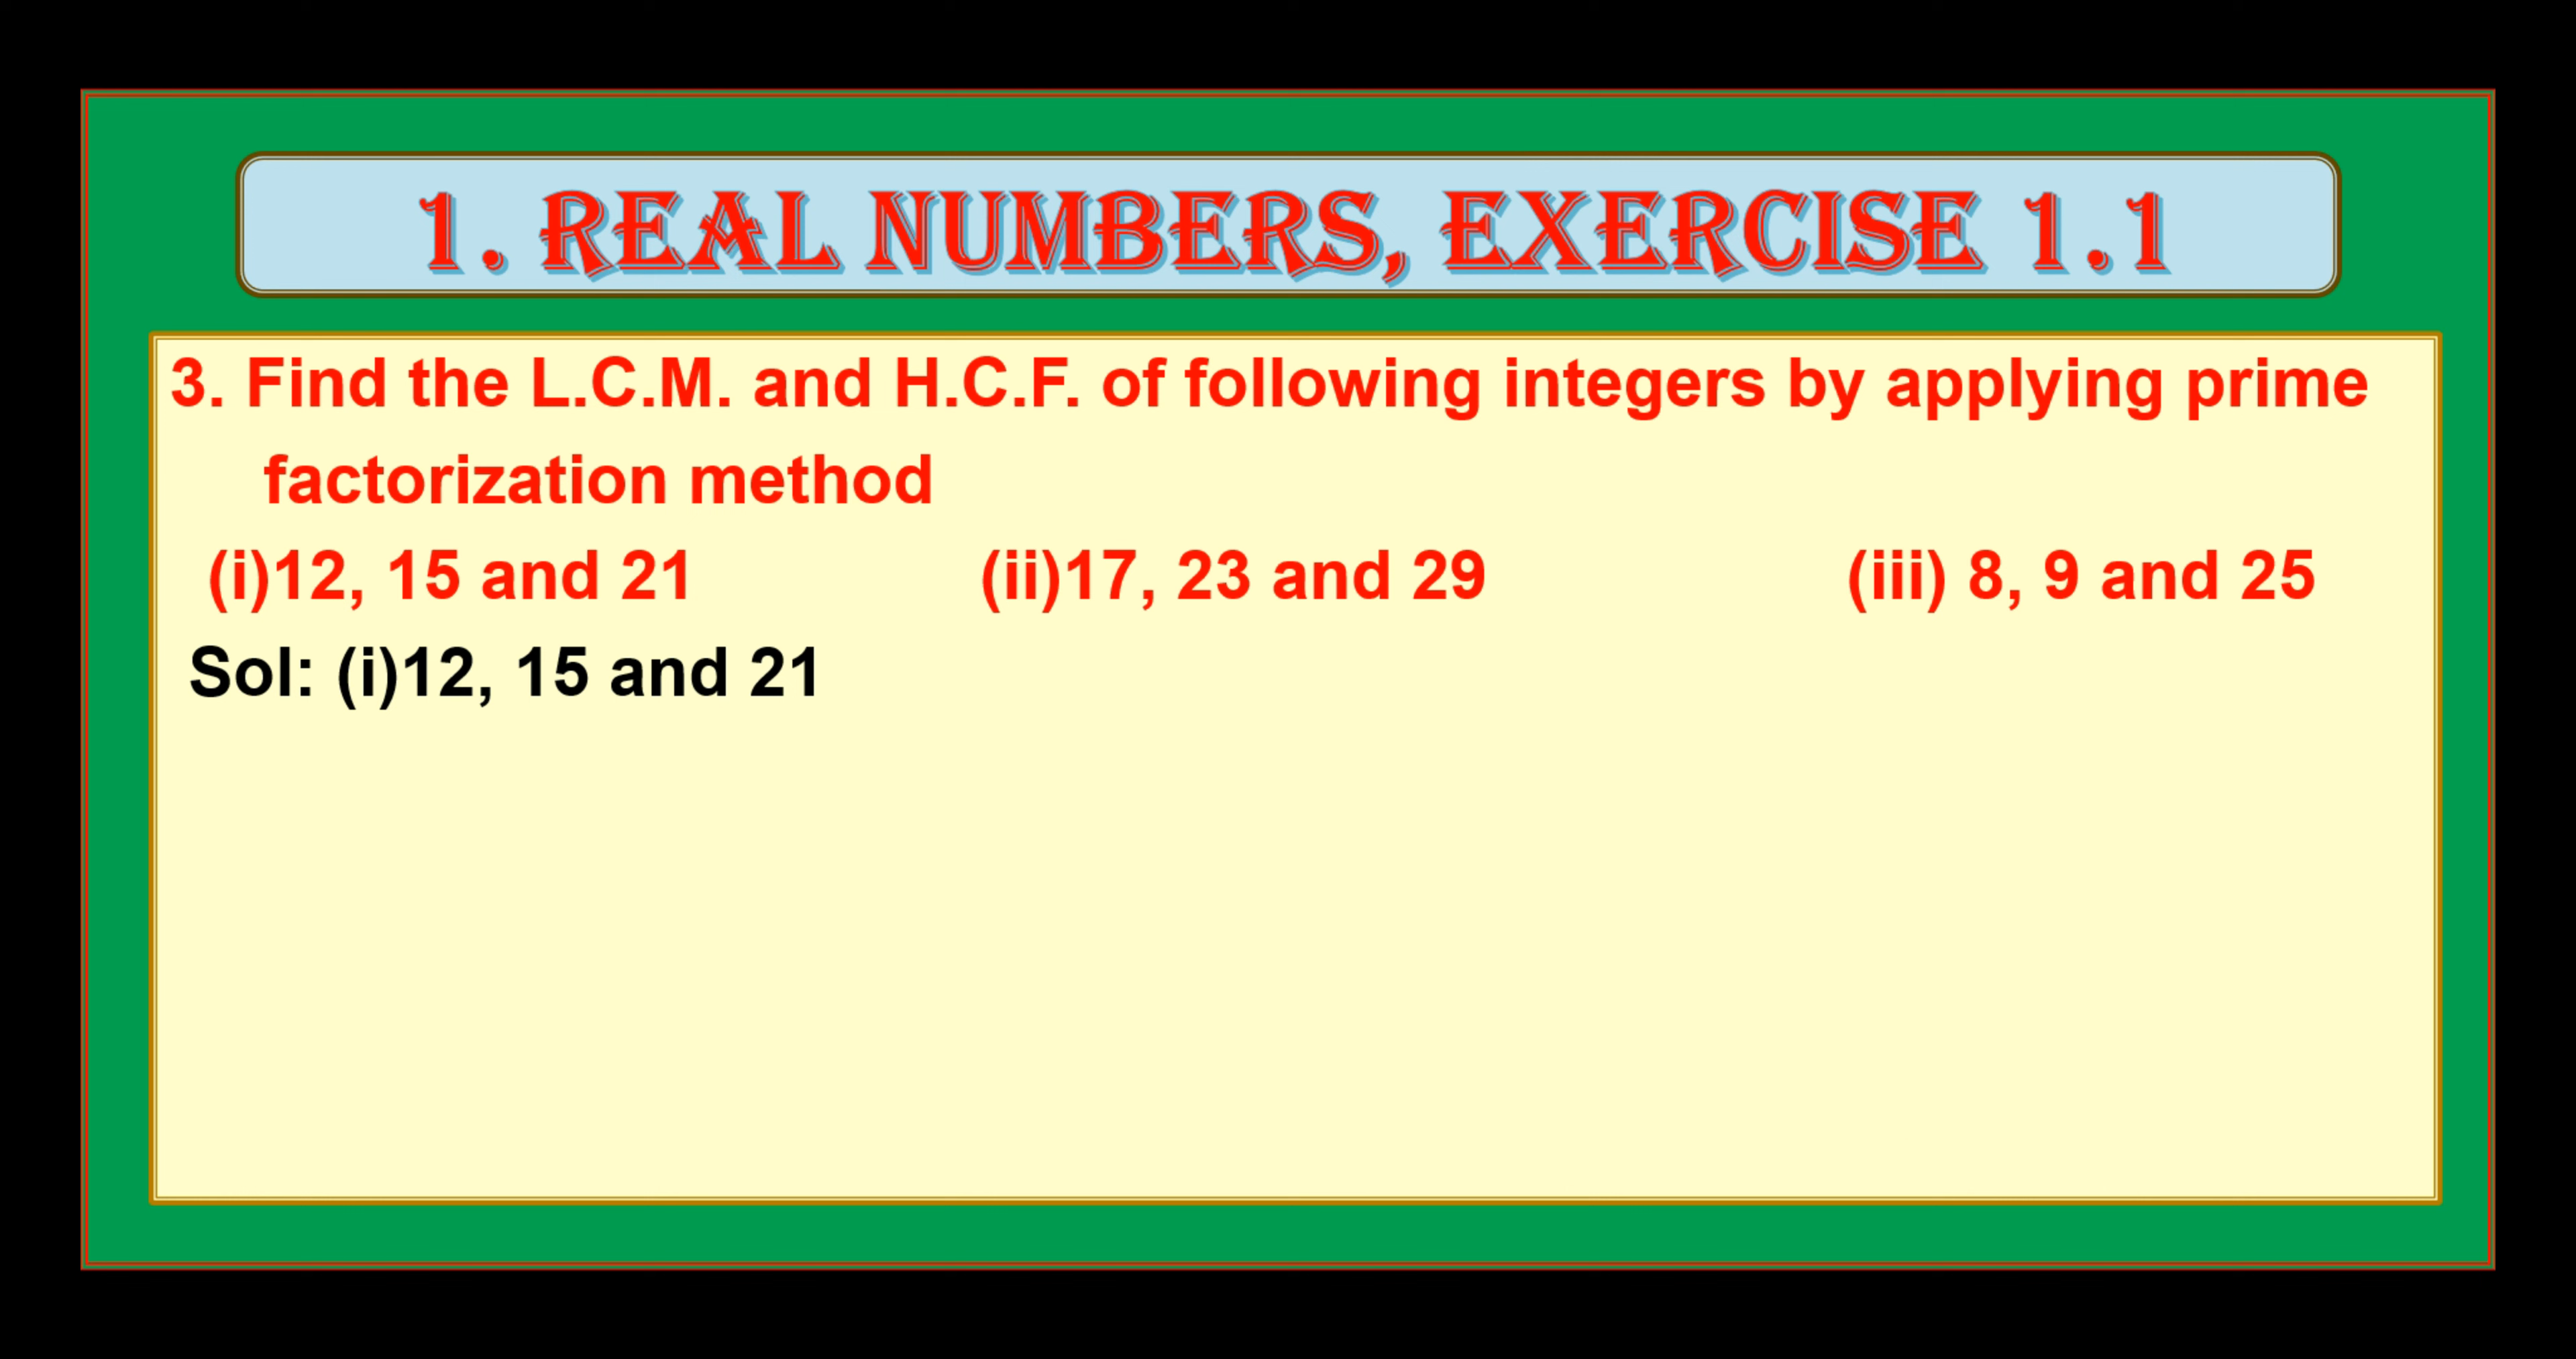 1. REAL NUMBERS, EXERCISE 1.1
3. Find the L.C.M. and H.C.F. of following integers by applying prime
factorization method
(i)12, 15 and 21 (ii)17, 23 and 29 (iii) 8, 9 and 25
Sol: (i)12, 15 and 21